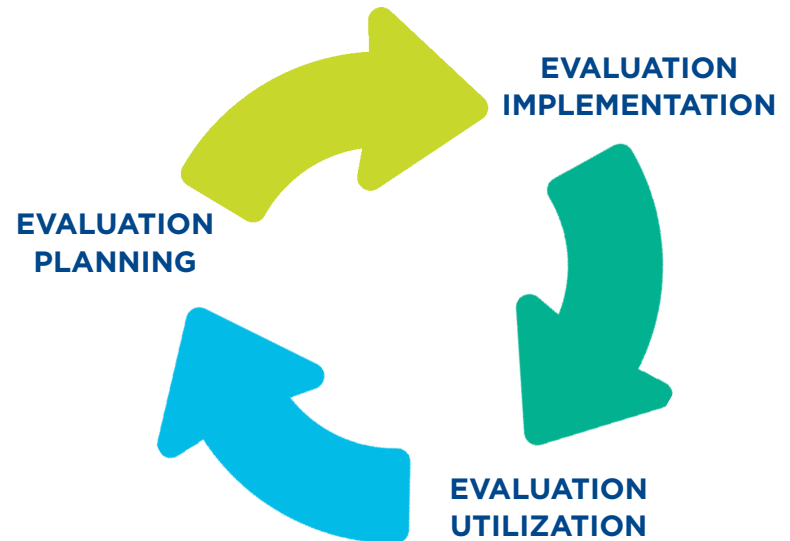 EVALUATION
IMPLEMENTATION
EVALUATION
PLANNING
EVALUATION
UTILIZATION